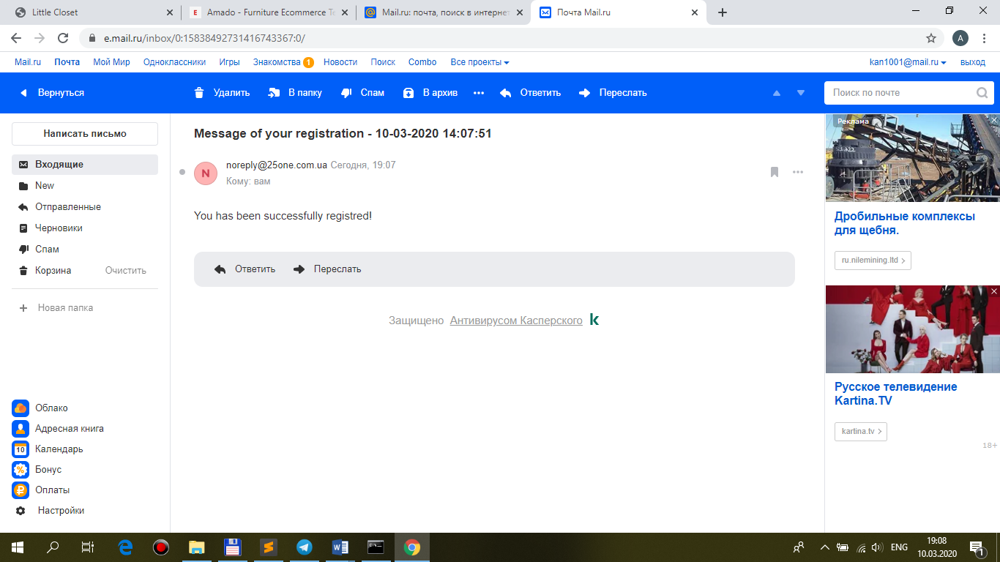 Little Closet
Amado - Furniture Ecommerce Te
Mail.ru: почта, поиск в интернет
Почта Mail.ru
e.mail.ru/inbox/0:15838492731416743367:0/
A
Mail.ru Почта Мой Мир Одноклассники Игры Знакомства 1 Новости Поиск Combo Все проекты
kan1001@mail.ru выход
Вернуться
Удалить В папку Спам В архив Ответить Переслать
Поиск по почте
Написать письмо
Входящие
New
Отправленные
Черновики
Спам
Корзина Очистить
Новая папка
Облако
Адресная книга
10 Календарь
Бонус
Оплаты
Настройки
Message of your registration - 10-03-2020 14:07:51
N
noreply@25one.com.ua Сегодня, 19:07
Кому: вам
You has been successfully registred!
Ответить Переслать
Защищено Антивирусом Касперского
Реклама
Дробильные комплексы
для щебня.
ru.nilemining.ltd
Русское телевидение
Kartina.TV
kartina.tv
18+
ENG
19:08
10.03.2020
1